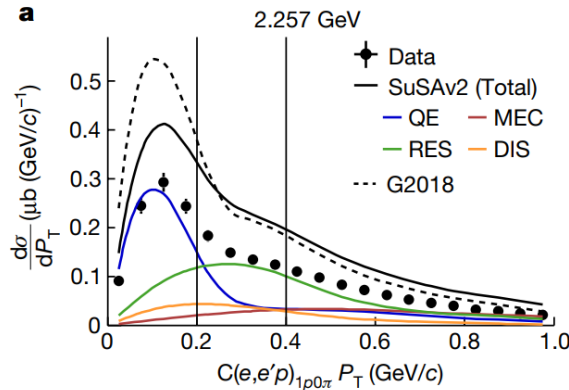 a
2.257 GeV
Data
SuSAv2 (Total)
QE MEC
RES DIS
G2018
dσ/dP_T (μb (GeV/c)⁻¹)
0.5
0.4
0.3
0.2
0.1
0
0 0.2 0.4 0.6 0.8 1.0
C(e,e′p)₁ₚ₀π P_T (GeV/c)